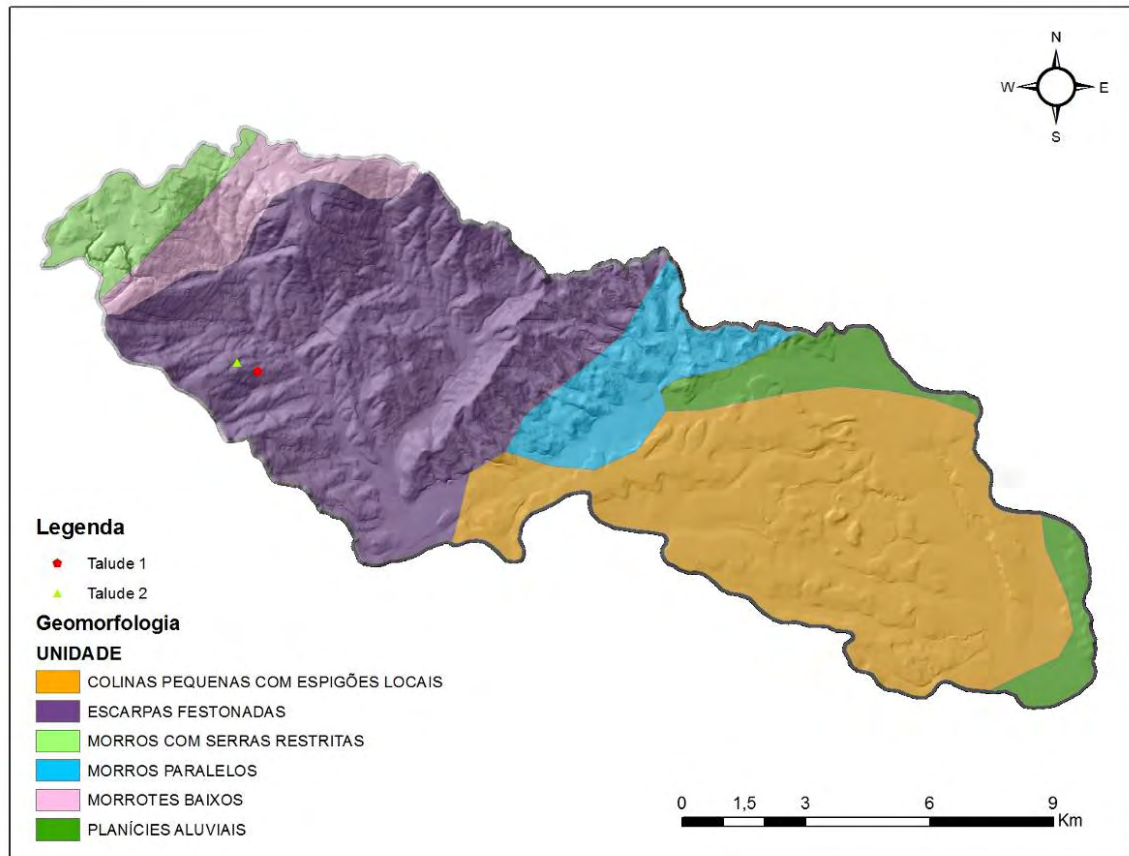 N
W E
S
Legenda
Talude 1
Talude 2
Geomorfologia
UNIDADE
COLINAS PEQUENAS COM ESPIGÕES LOCAIS
ESCARPAS FESTONADAS
MORROS COM SERRAS RESTRITAS
MORROS PARALELOS
MORROTES BAIXOS
PLANÍCIES ALUVIAIS
0 1,5 3 6 9
Km